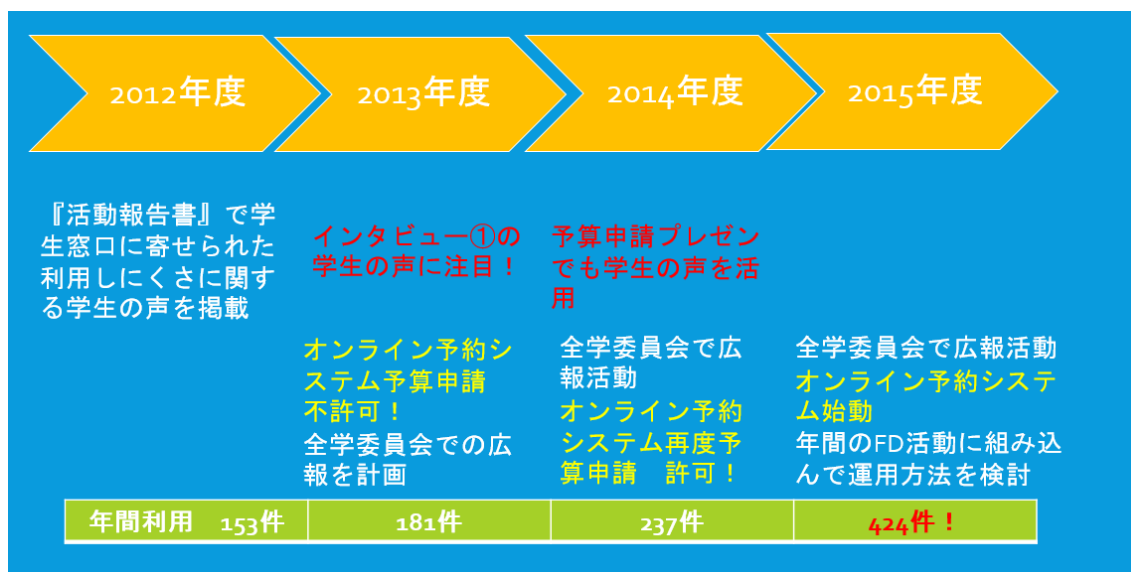 2012年度
2013年度
2014年度
2015年度
『活動報告書』で学
生窓口に寄せられた
利用しにくさに関す
る学生の声を掲載
インタビュー①の
学生の声に注目！
オンライン予約シ
ステム予算申請
不許可！
全学委員会での広
報を計画
予算申請プレゼン
でも学生の声を活
用
全学委員会で広
報活動
オンライン予約
システム再度予
算申請　許可！
全学委員会で広報活動
オンライン予約システ
ム始動
年間のFD活動に組み込
んで運用方法を検討
年間利用　153件
181件
237件
424件！